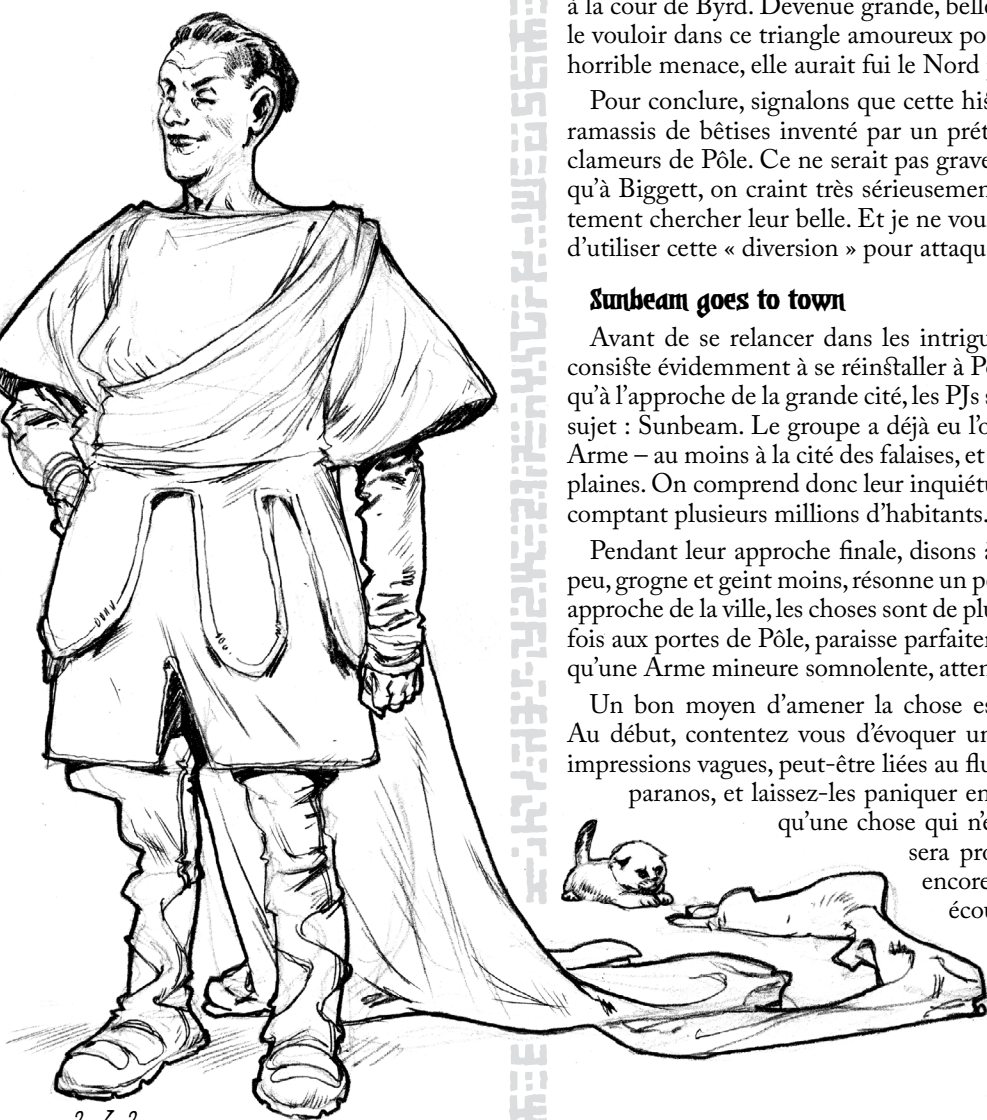 à la cour de Byrd. Devenue grande, belle
le vouloir dans ce triangle amoureux po
horrible menace, elle aurait fui le Nord
Pour conclure, signalons que cette his
ramassis de bêtises inventé par un prét
clameurs de Pôle. Ce ne serait pas grave
qu'à Biggett, on craint très sérieusemen
tement chercher leur belle. Et je ne vou
d'utiliser cette « diversion » pour attaqu
Sunbeam goes to town
Avant de se relancer dans les intrigu
consiste évidemment à se réinstaller à P
qu'à l'approche de la grande cité, les PJs s
sujet : Sunbeam. Le groupe a déjà eu l'o
Arme – au moins à la cité des falaises, et
plaines. On comprend donc leur inquiétu
comptant plusieurs millions d'habitants.
Pendant leur approche finale, disons à
peu, grogne et geint moins, résonne un pe
approche de la ville, les choses sont de plu
fois aux portes de Pôle, paraisse parfaiter
qu'une Arme mineure somnolente, atten
Un bon moyen d'amener la chose es
Au début, contentez vous d'évoquer un
impressions vagues, peut-être liées au flu
paranos, et laissez-les paniquer en
qu'une chose qui n'e
sera pro
encore
écou